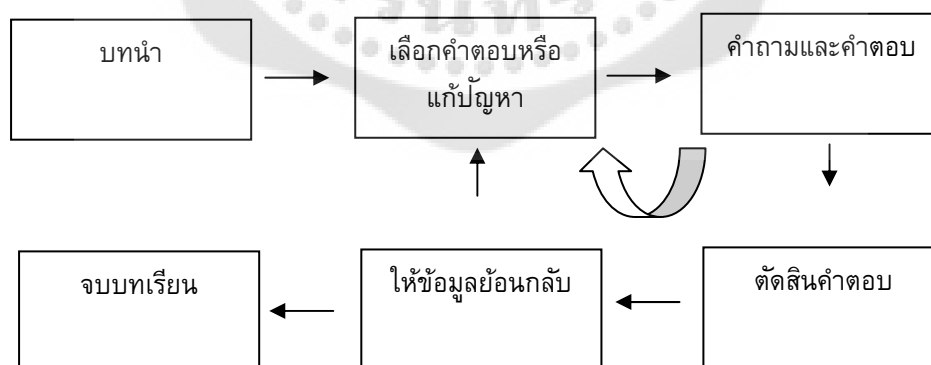 บทนำ
เลือกคำตอบหรือ
แก้ปัญหา
คำถามและคำตอบ
จบบทเรียน
ให้ข้อมูลย้อนกลับ
ตัดสินคำตอบ